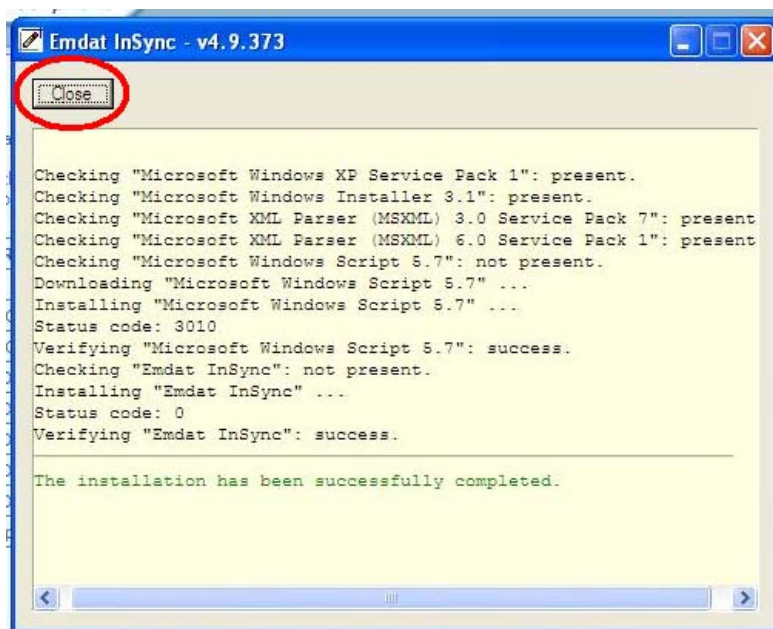 Emdat InSync - v4.9.373
Close
Checking "Microsoft Windows XP Service Pack 1": present.
Checking "Microsoft Windows Installer 3.1": present.
Checking "Microsoft XML Parser (MSXML) 3.0 Service Pack 7": present
Checking "Microsoft XML Parser (MSXML) 6.0 Service Pack 1": present
Checking "Microsoft Windows Script 5.7": not present.
Downloading "Microsoft Windows Script 5.7" ...
Installing "Microsoft Windows Script 5.7" ...
Status code: 3010
Verifying "Microsoft Windows Script 5.7": success.
Checking "Emdat InSync": not present.
Installing "Emdat InSync" ...
Status code: 0
Verifying "Emdat InSync": success.
The installation has been successfully completed.